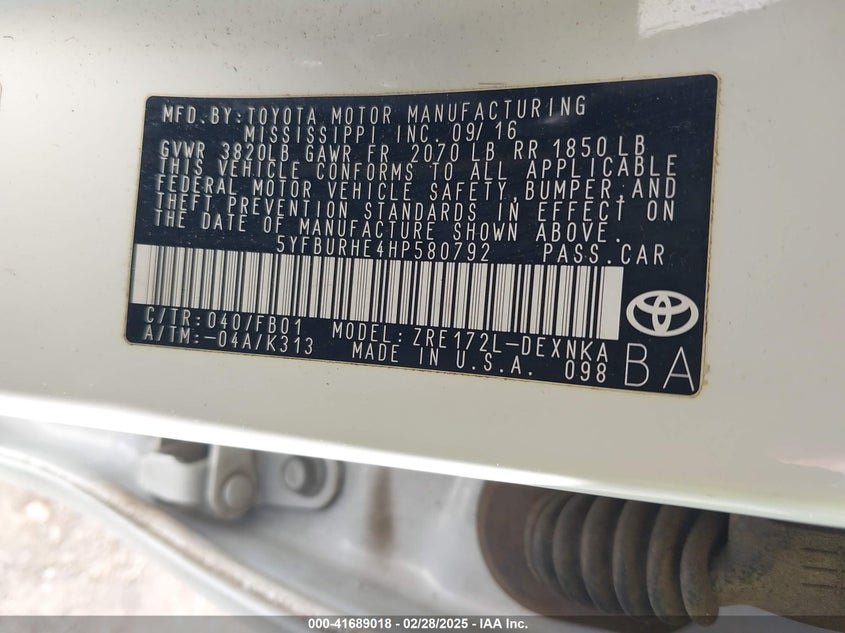 MFD.BY:TOYOTA MOTOR MANUFACTURING
MISSISSIPPI INC. 09/16
GVWR 3820LB GAWR FR 2070 LB RR 1850LB
THIS VEHICLE CONFORMS TO ALL APPLICABLE
FEDERAL MOTOR VEHICLE SAFETY,BUMPER,AND
THEFT PREVENTION STANDARDS IN EFFECT ON
THE DATE OF MANUFACTURE SHOWN ABOVE.
5YFBURHE4HP580792 PASS.CAR
C/TR:040/FB01 MODEL:ZRE172L-DEXNKA
A/TM:-04A/K313 MADE IN U.S.A. 098
BA
000-41689018 | 02/28/2025 | IAA Inc.